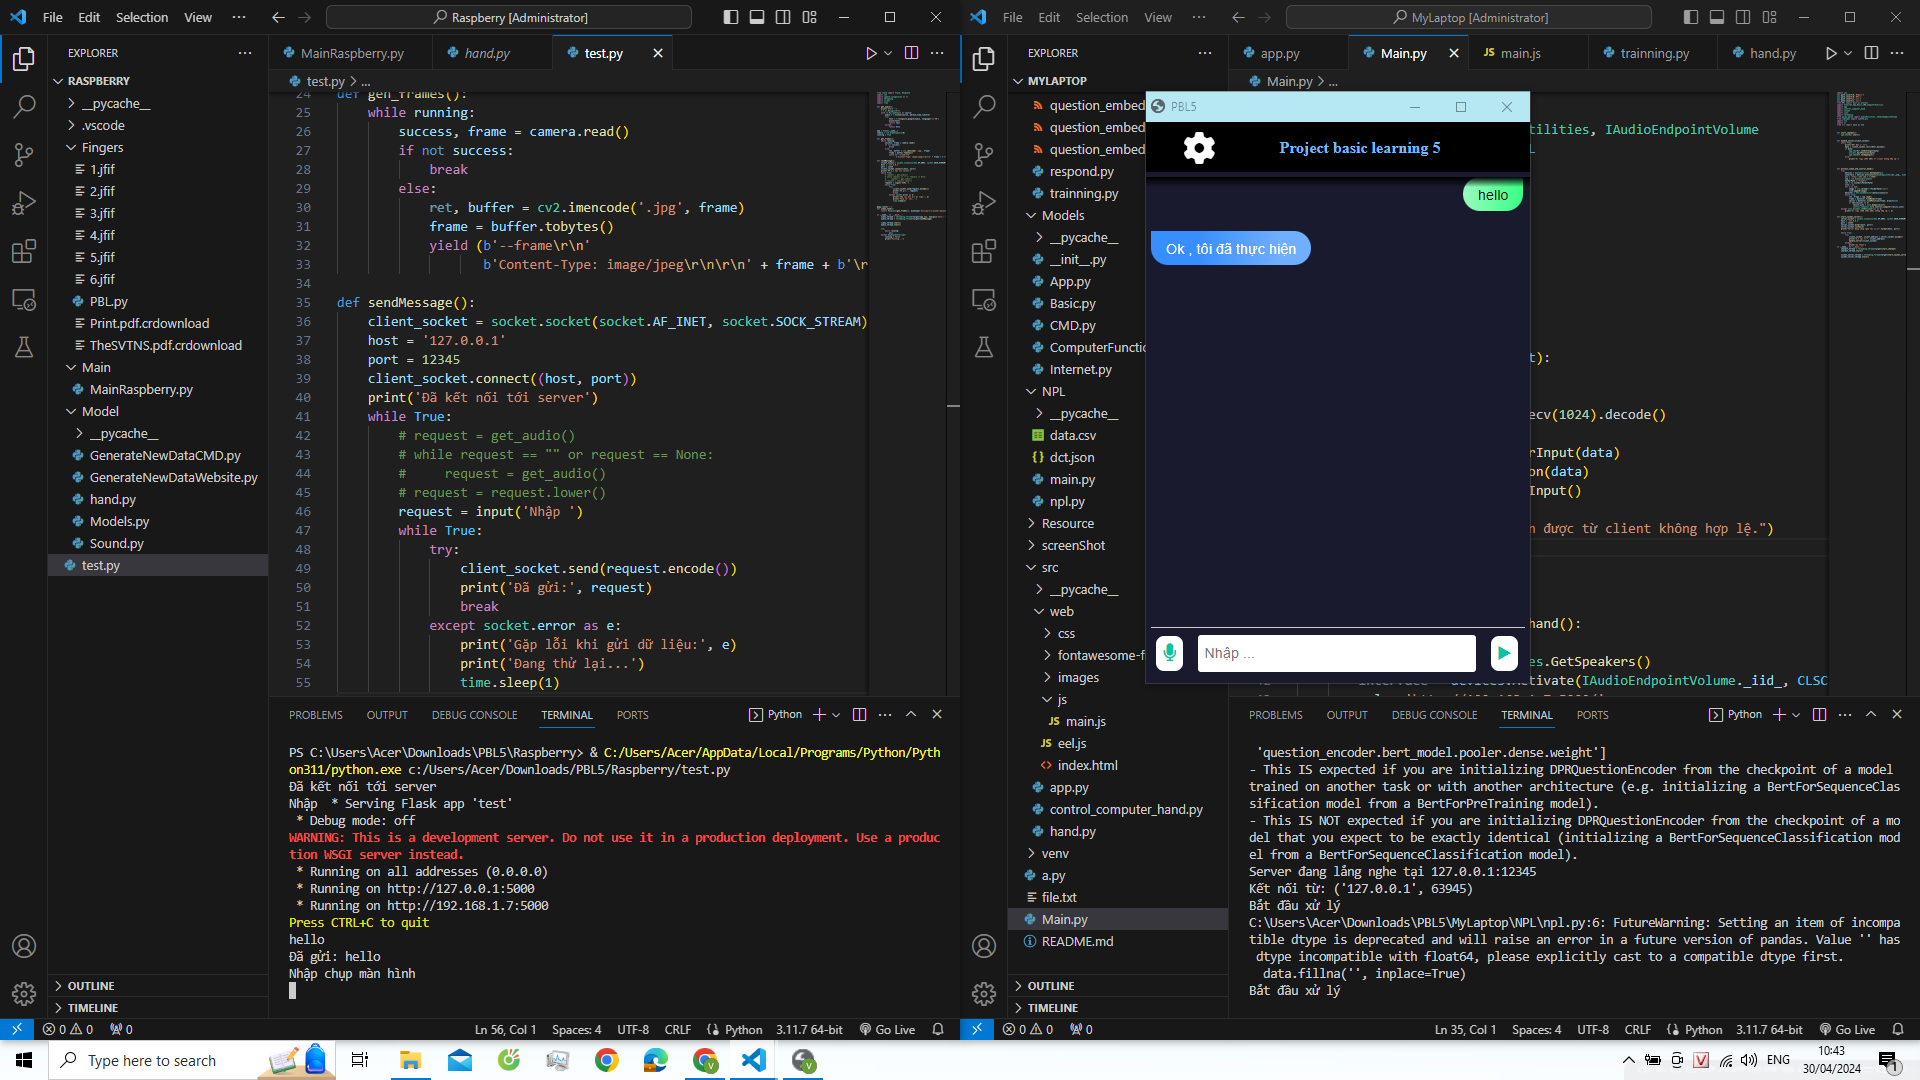 File Edit Selection View ··· Raspberry [Administrator]
EXPLORER
RASPBERRY
__pycache__
.vscode
Fingers
1.jfif
2.jfif
3.jfif
4.jfif
5.jfif
6.jfif
PBL.py
Print.pdf.crdownload
TheSVTNS.pdf.crdownload
Main
MainRaspberry.py
Model
__pycache__
GenerateNewDataCMD.py
GenerateNewDataWebsite.py
hand.py
Models.py
Sound.py
test.py
OUTLINE
TIMELINE
MainRaspberry.py hand.py test.py
test.py > ...
24 def gen_frames():
25 while running:
26 success, frame = camera.read()
27 if not success:
28 break
29 else:
30 ret, buffer = cv2.imencode('.jpg', frame)
31 frame = buffer.tobytes()
32 yield (b'--frame\r\n'
33 b'Content-Type: image/jpeg\r\n\r\n' + frame + b'\r
34
35 def sendMessage():
36 client_socket = socket.socket(socket.AF_INET, socket.SOCK_STREAM)
37 host = '127.0.0.1'
38 port = 12345
39 client_socket.connect((host, port))
40 print('Đã kết nối tới server')
41 while True:
42 # request = get_audio()
43 # while request == "" or request == None:
44 #     request = get_audio()
45 # request = request.lower()
46 request = input('Nhập ')
47 while True:
48 try:
49 client_socket.send(request.encode())
50 print('Đã gửi:', request)
51 break
52 except socket.error as e:
53 print('Gặp lỗi khi gửi dữ liệu:', e)
54 print('Đang thử lại...')
55 time.sleep(1)
PROBLEMS OUTPUT DEBUG CONSOLE TERMINAL PORTS Python
PS C:\Users\Acer\Downloads\PBL5\Raspberry> & C:/Users/Acer/AppData/Local/Programs/Python/Pyth
on311/python.exe c:/Users/Acer/Downloads/PBL5/Raspberry/test.py
Đã kết nối tới server
Nhập  * Serving Flask app 'test'
* Debug mode: off
WARNING: This is a development server. Do not use it in a production deployment. Use a produc
tion WSGI server instead.
* Running on all addresses (0.0.0.0)
* Running on http://127.0.0.1:5000
* Running on http://192.168.1.7:5000
Press CTRL+C to quit
hello
Đã gửi: hello
Nhập chụp màn hình
0 0 0 Ln 56, Col 1 Spaces: 4 UTF-8 CRLF Python 3.11.7 64-bit Go Live
File Edit Selection View ··· MyLaptop [Administrator]
EXPLORER
MYLAPTOP
question_embed
question_embed
question_embed
respond.py
trainning.py
Models
__pycache__
__init__.py
App.py
Basic.py
CMD.py
ComputerFunctio
Internet.py
NPL
__pycache__
data.csv
dct.json
main.py
npl.py
Resource
screenShot
src
__pycache__
web
css
fontawesome-f
images
js
main.js
eel.js
index.html
app.py
control_computer_hand.py
hand.py
venv
a.py
file.txt
Main.py
README.md
OUTLINE
TIMELINE
app.py Main.py main.js trainning.py hand.py
Main.py > ...
tilities, IAudioEndpointVolume
t):
ecv(1024).decode()
rInput(data)
on(data)
Input()
n được từ client không hợp lệ.")
hand():
es.GetSpeakers()
IAudioEndpointVolume._iid_, CLSC
PBL5
Project basic learning 5
hello
Ok , tôi đã thực hiện
Nhập ...
PROBLEMS OUTPUT DEBUG CONSOLE TERMINAL PORTS Python
'question_encoder.bert_model.pooler.dense.weight']
- This IS expected if you are initializing DPRQuestionEncoder from the checkpoint of a model
trained on another task or with another architecture (e.g. initializing a BertForSequenceClas
sification model from a BertForPreTraining model).
- This IS NOT expected if you are initializing DPRQuestionEncoder from the checkpoint of a mo
del that you expect to be exactly identical (initializing a BertForSequenceClassification mod
el from a BertForSequenceClassification model).
Server đang lắng nghe tại 127.0.0.1:12345
Kết nối từ: ('127.0.0.1', 63945)
Bắt đầu xử lý
C:\Users\Acer\Downloads\PBL5\MyLaptop\NPL\npl.py:6: FutureWarning: Setting an item of incompa
tible dtype is deprecated and will raise an error in a future version of pandas. Value '' has
dtype incompatible with float64, please explicitly cast to a compatible dtype first.
data.fillna('', inplace=True)
Bắt đầu xử lý
0 0 0 Ln 35, Col 1 Spaces: 4 UTF-8 CRLF Python 3.11.7 64-bit Go Live
Type here to search
ENG
10:43
30/04/2024
1